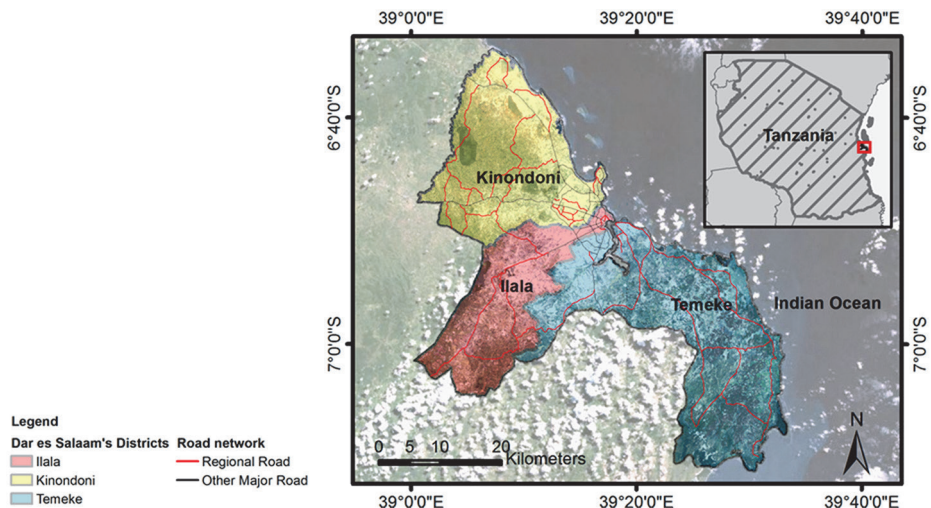 39°0'0"E 39°20'0"E 39°40'0"E
6°40'0"S 6°40'0"S
Tanzania
Kinondoni
Ilala
Temeke
Indian Ocean
7°0'0"S 7°0'0"S
N
0 5 10 20
Kilometers
Legend
Dar es Salaam's Districts Road network
Ilala Regional Road
Kinondoni Other Major Road
Temeke
39°0'0"E 39°20'0"E 39°40'0"E